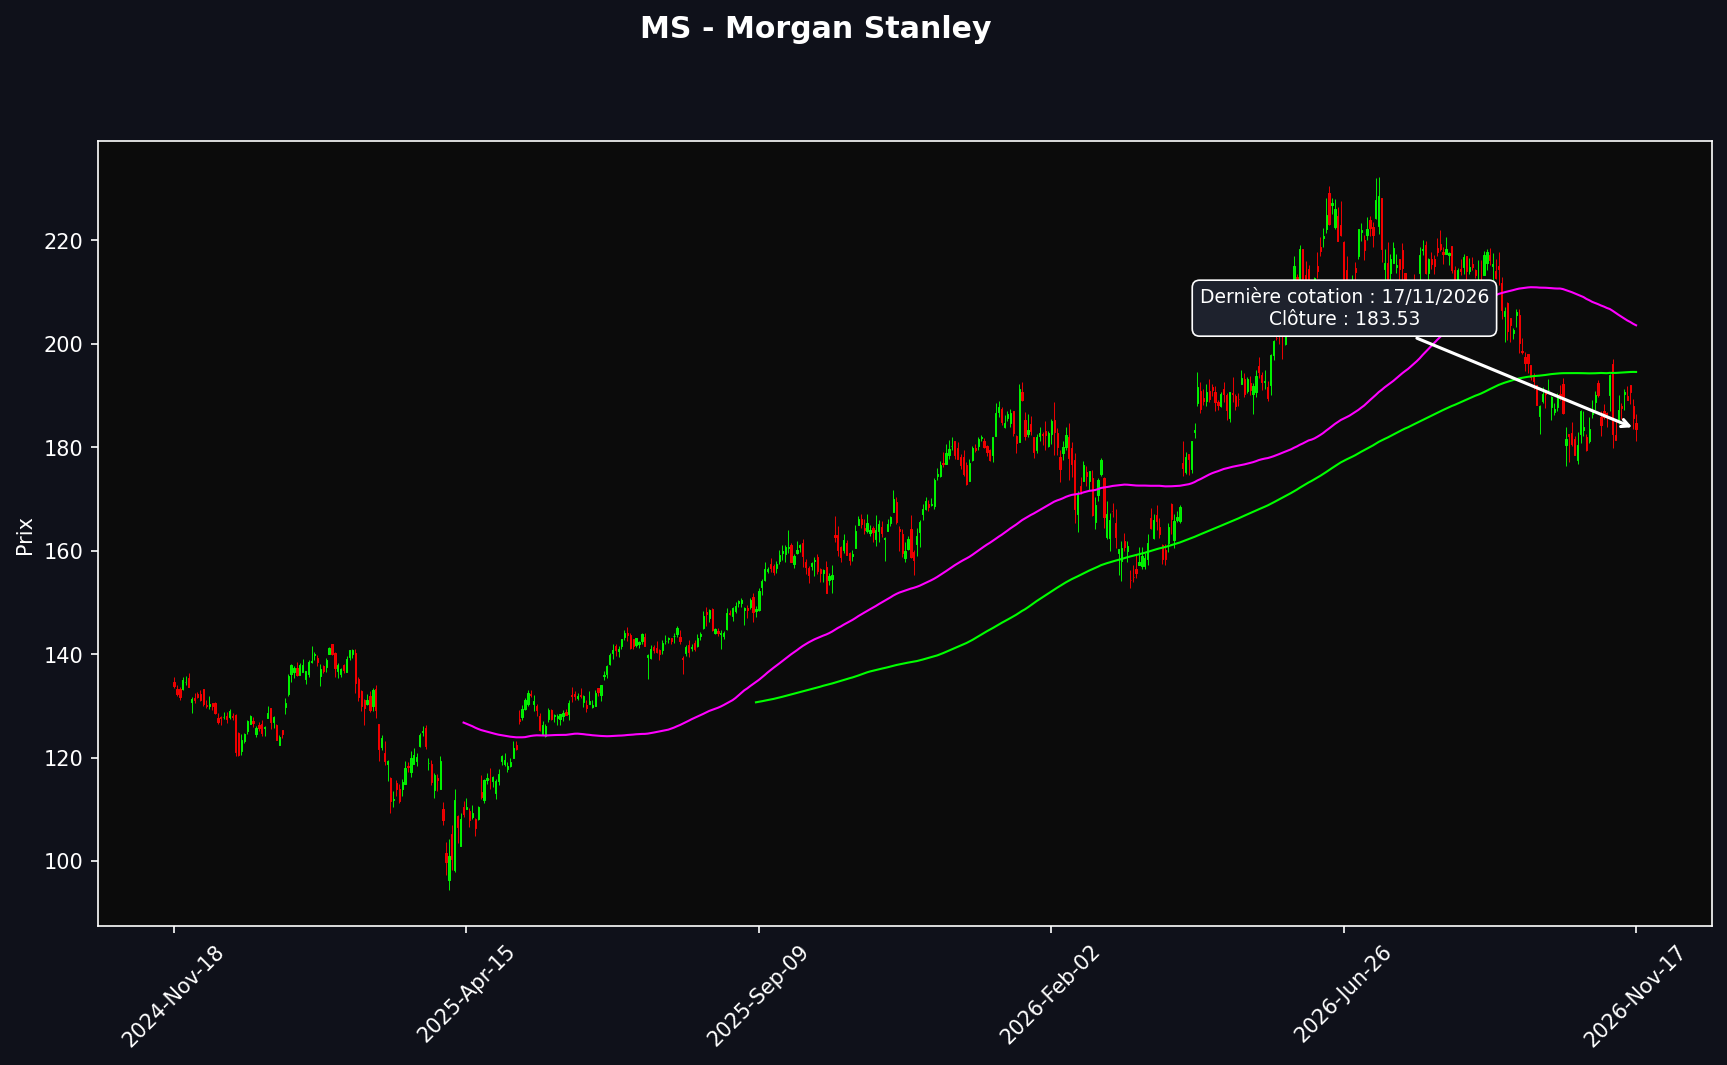 MS - Morgan Stanley
Prix
220
200
180
160
140
120
100
Dernière cotation : 17/11/2026
Clôture : 183.53
2024-Nov-18
2025-Apr-15
2025-Sep-09
2026-Feb-02
2026-Jun-26
2026-Nov-17